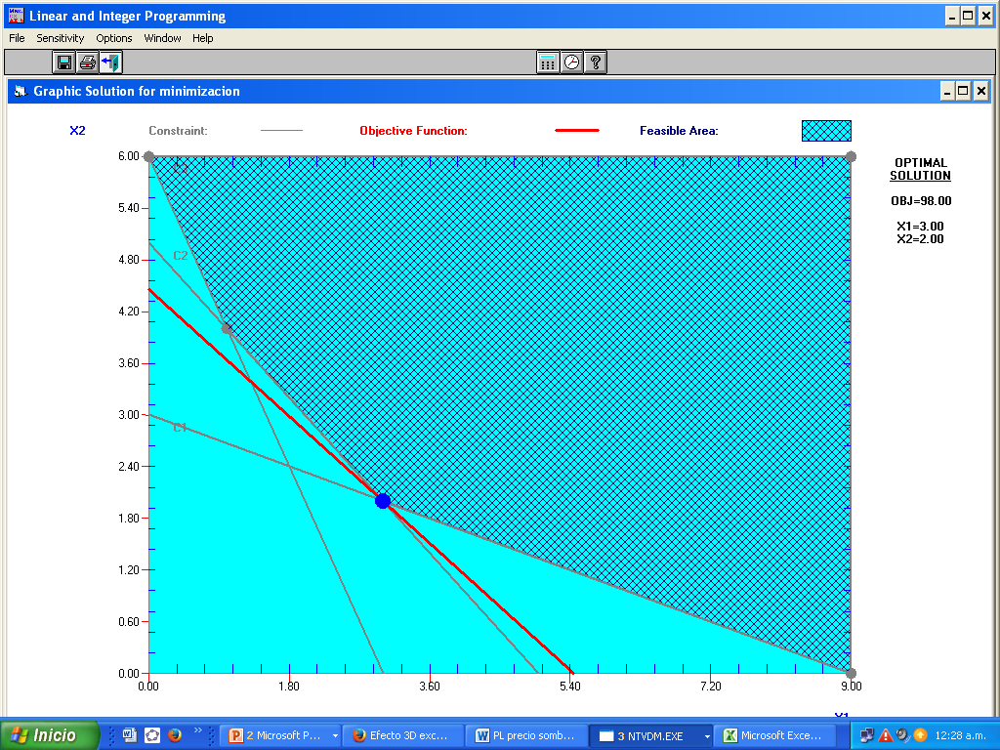 Linear and Integer Programming
File Sensitivity Options Window Help
Graphic Solution for minimizacion
X2 Constraint: Objective Function: Feasible Area:
OPTIMAL
SOLUTION
OBJ=98.00
X1=3.00
X2=2.00
6.00
5.40
4.80
4.20
3.60
3.00
2.40
1.80
1.20
0.60
0.00
C3
C2
C1
0.00 1.80 3.60 5.40 7.20 9.00
X1
Inicio
W
»
2 Microsoft P...
Efecto 3D exc...
PL precio somb...
3 NTVDM.EXE
Microsoft Exce...
12:28 a.m.